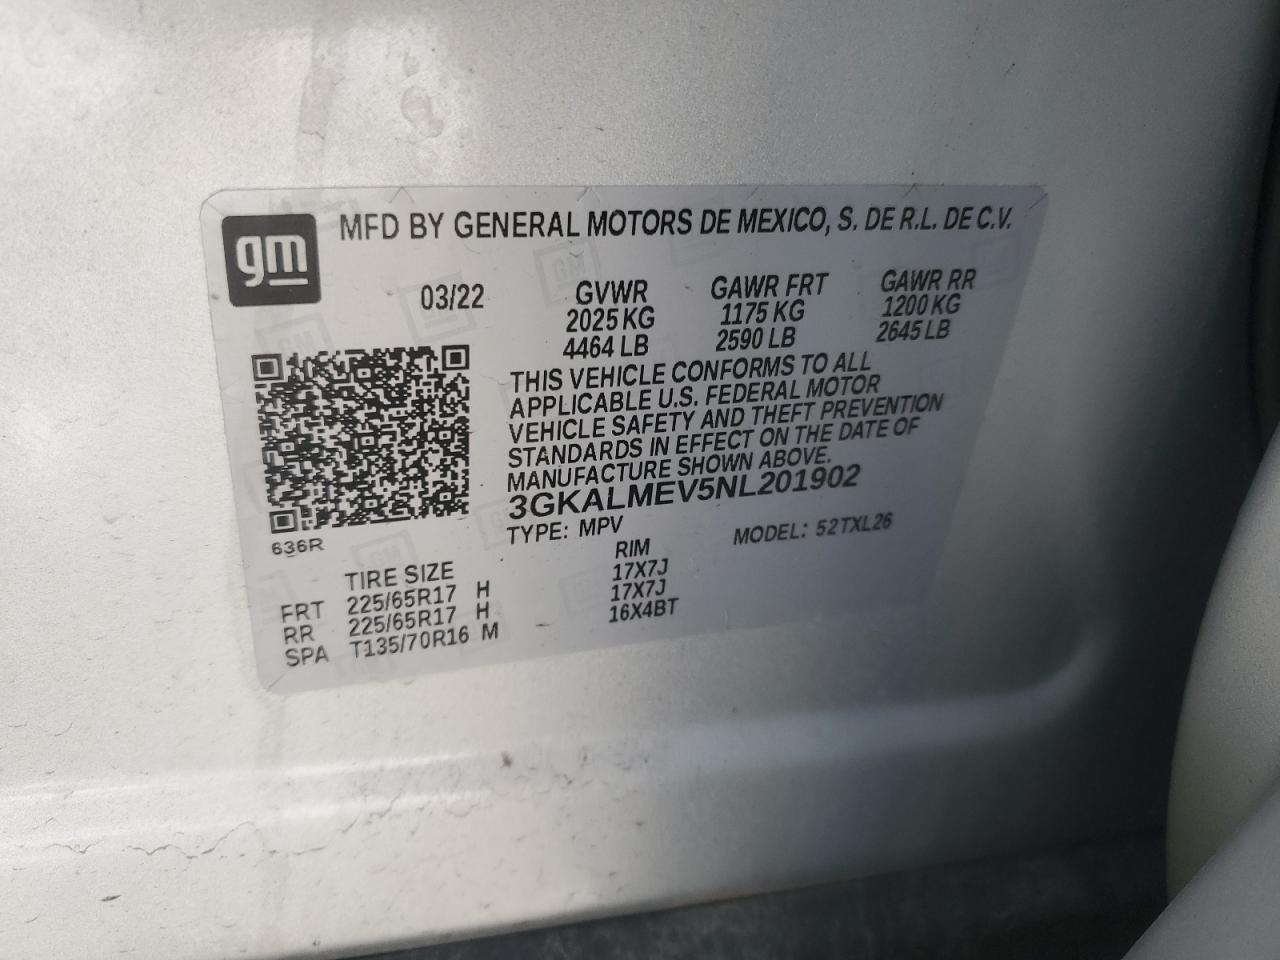 gm
MFD BY GENERAL MOTORS DE MEXICO, S. DE R.L. DE C.V.
03/22 GVWR GAWR FRT GAWR RR
2025 KG 1175 KG 1200 KG
4464 LB 2590 LB 2645 LB
THIS VEHICLE CONFORMS TO ALL
APPLICABLE U.S. FEDERAL MOTOR
VEHICLE SAFETY AND THEFT PREVENTION
STANDARDS IN EFFECT ON THE DATE OF
MANUFACTURE SHOWN ABOVE.
3GKALMEV5NL201902
TYPE: MPV MODEL: 52TXL26
636R
TIRE SIZE RIM
FRT 225/65R17 H 17X7J
RR 225/65R17 H 17X7J
SPA T135/70R16 M 16X4BT